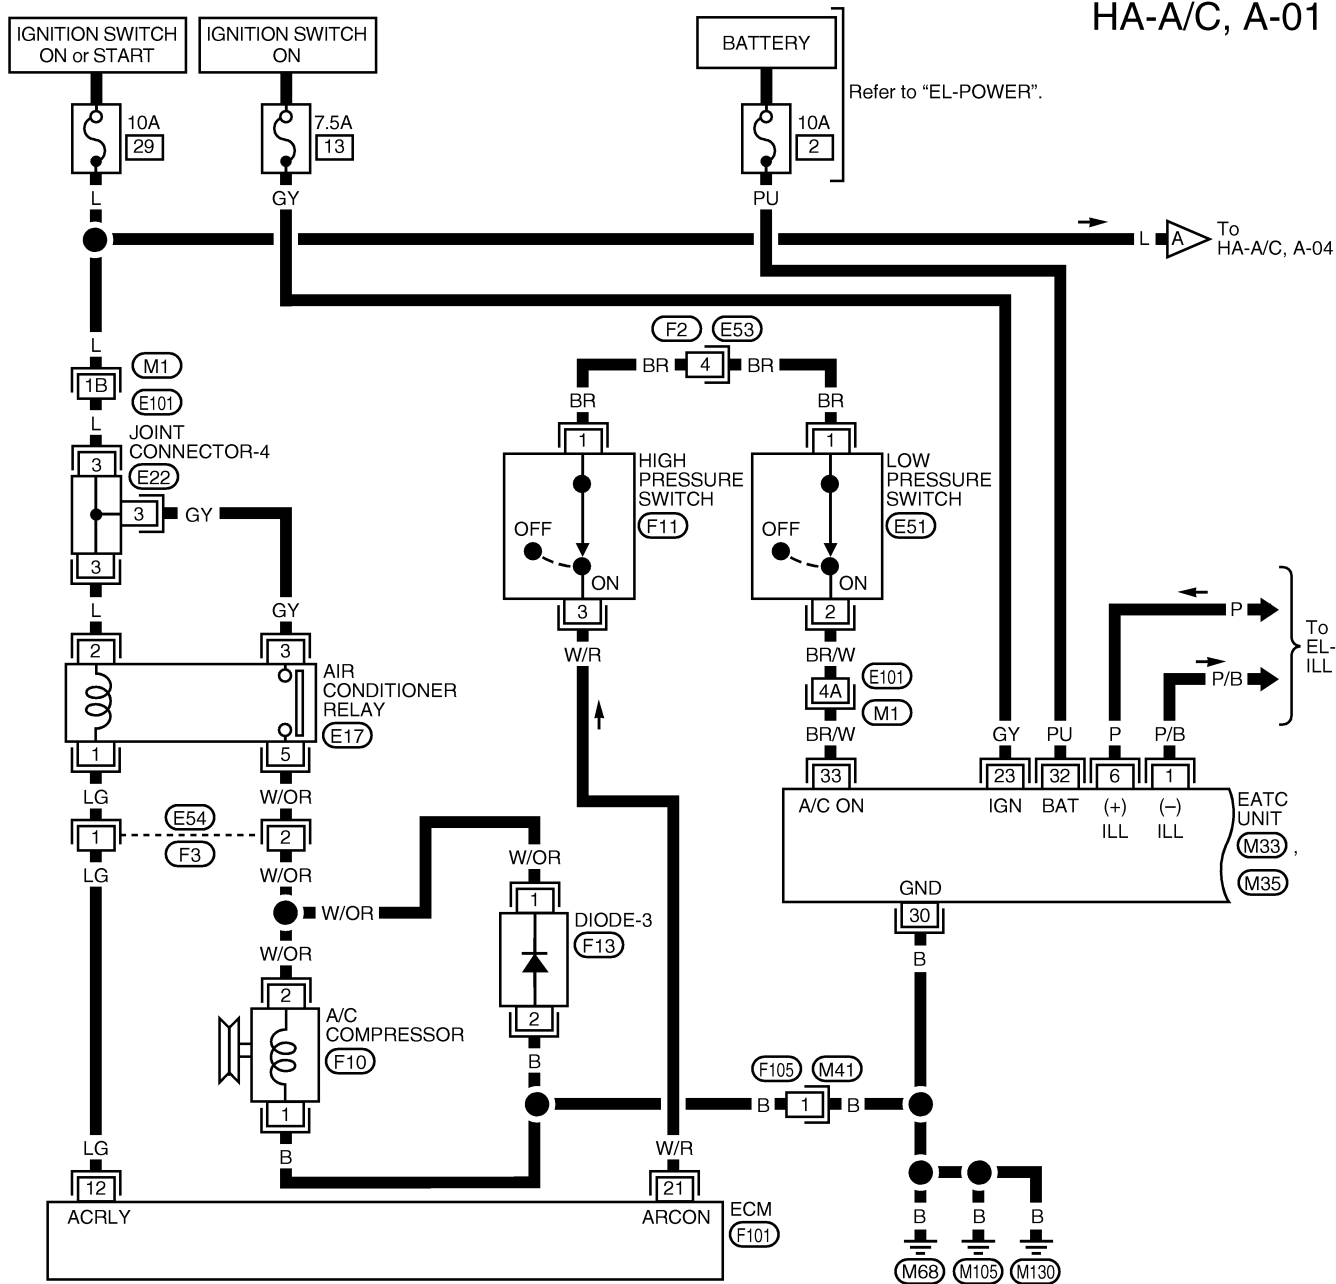 HA-A/C, A-01
IGNITION SWITCH
ON or START
IGNITION SWITCH
ON
BATTERY
Refer to “EL-POWER”.
10A
29
7.5A
13
10A
2
L
GY
PU
L
A
To
HA-A/C, A-04
L
1B
M1
E101
L
JOINT
CONNECTOR-4
E22
3
3
GY
3
L
GY
F2
E53
BR
4
BR
BR
BR
1
1
HIGH
PRESSURE
SWITCH
F11
OFF
ON
3
W/R
LOW
PRESSURE
SWITCH
E51
OFF
ON
2
BR/W
4A
E101
M1
BR/W
P
P/B
To
EL-
ILL
2
3
AIR
CONDITIONER
RELAY
E17
1
5
LG
W/OR
1
E54
F3
2
LG
W/OR
W/OR
W/OR
W/OR
1
DIODE-3
F13
2
B
2
A/C
COMPRESSOR
F10
1
B
GY
PU
P
P/B
33
23
32
6
1
A/C ON
IGN
BAT
(+)
ILL
(–)
ILL
EATC
UNIT
M33 ,
M35
GND
30
B
F105
M41
B
1
B
LG
W/R
12
21
ACRLY
ARCON
ECM
F101
B
B
B
M68
M105
M130